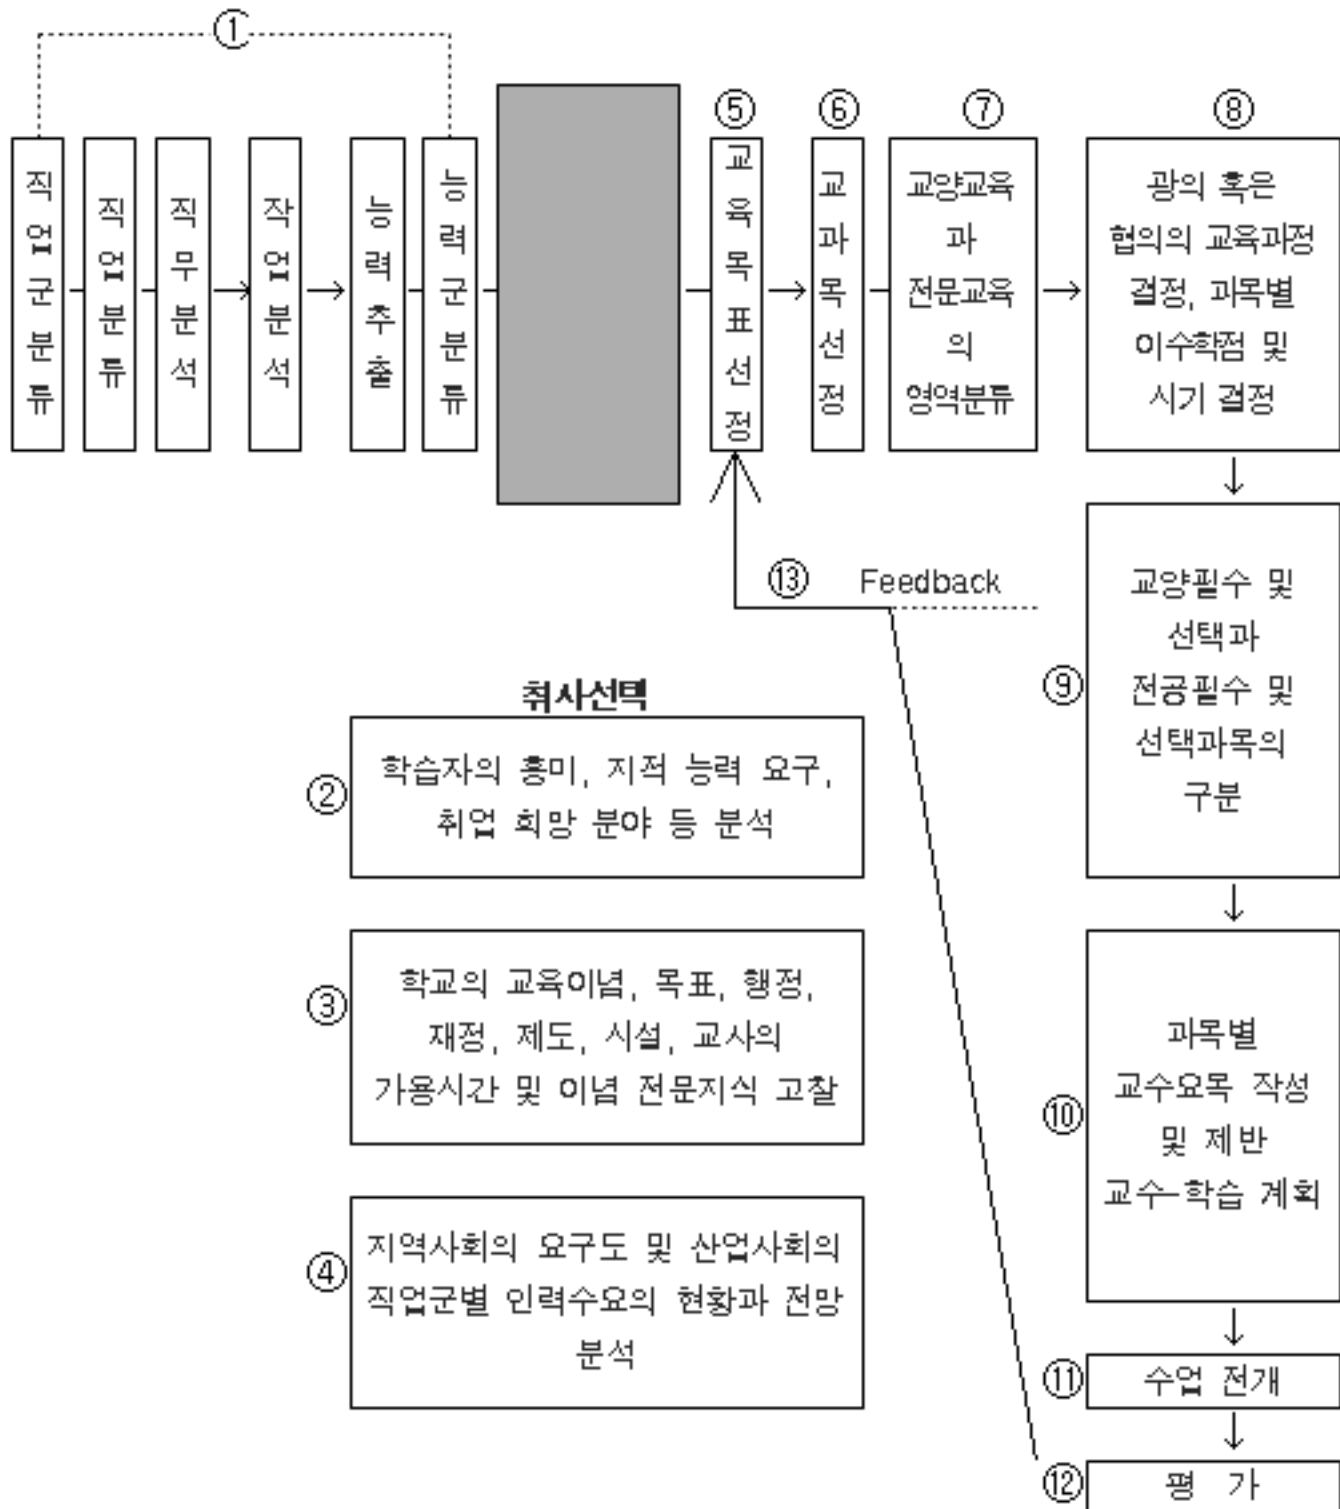 ①
직업군분류
직업분류
직무분석
작업분석
능력추출
능력군분류
⑤
교육목표선정
⑥
교과목선정
⑦
교양교육
과
전문교육
의
영역분류
⑧
광의 혹은
협의의 교육과정
결정, 과목별
이수학점 및
시기 결정
⑬ Feedback
⑨
교양필수 및
선택과
전공필수 및
선택과목의
구분
취사선택
②
학습자의 흥미, 지적 능력 요구,
취업 희망 분야 등 분석
③
학교의 교육이념, 목표, 행정,
재정, 제도, 시설, 교사의
가용시간 및 이념 전문지식 고찰
④
지역사회의 요구도 및 산업사회의
직업군별 인력수요의 현황과 전망
분석
⑩
과목별
교수요목 작성
및 제반
교수-학습 계획
⑪ 수업 전개
⑫ 평 가